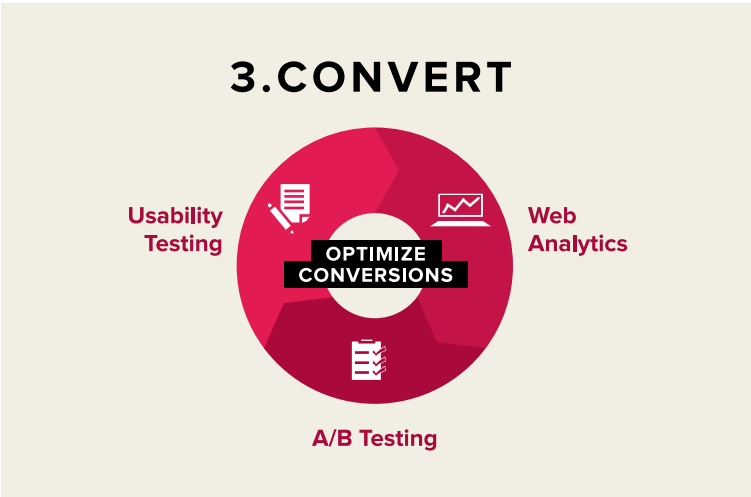 3.CONVERT
Usability
Testing
Web
Analytics
OPTIMIZE
CONVERSIONS
A/B Testing